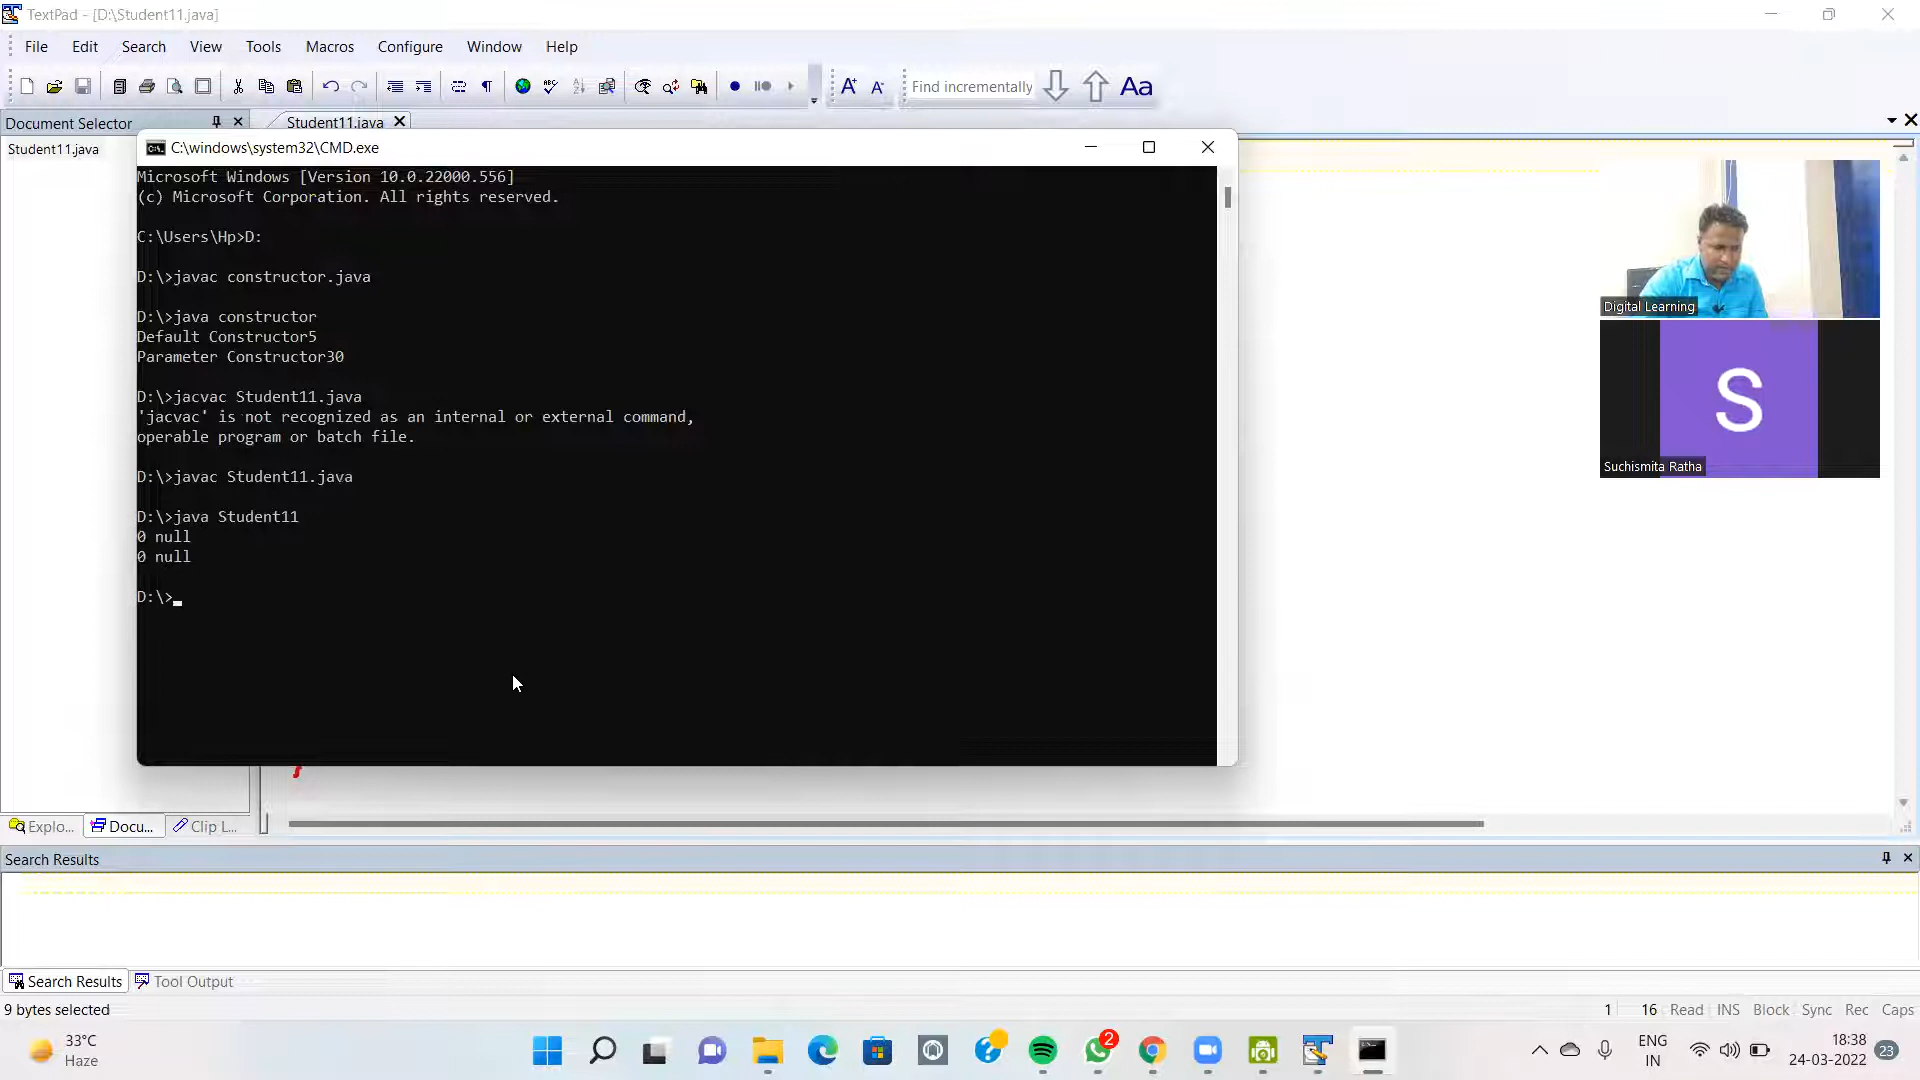 TextPad - [D:\Student11.java]
File Edit Search View Tools Macros Configure Window Help
Find incrementally
Document Selector
Student11.java
Student11.java
C:\windows\system32\CMD.exe
Microsoft Windows [Version 10.0.22000.556]
(c) Microsoft Corporation. All rights reserved.
C:\Users\Hp>D:
D:\>javac constructor.java
D:\>java constructor
Default Constructor5
Parameter Constructor30
D:\>jacvac Student11.java
'jacvac' is not recognized as an internal or external command,
operable program or batch file.
D:\>javac Student11.java
D:\>java Student11
0 null
0 null
D:\>
Digital Learning
S
Suchismita Ratha
}
Explo... Docu... Clip L...
Search Results
Search Results Tool Output
9 bytes selected
1 16 Read INS Block Sync Rec Caps
33°C
Haze
2
ENG
IN
18:38
24-03-2022
23